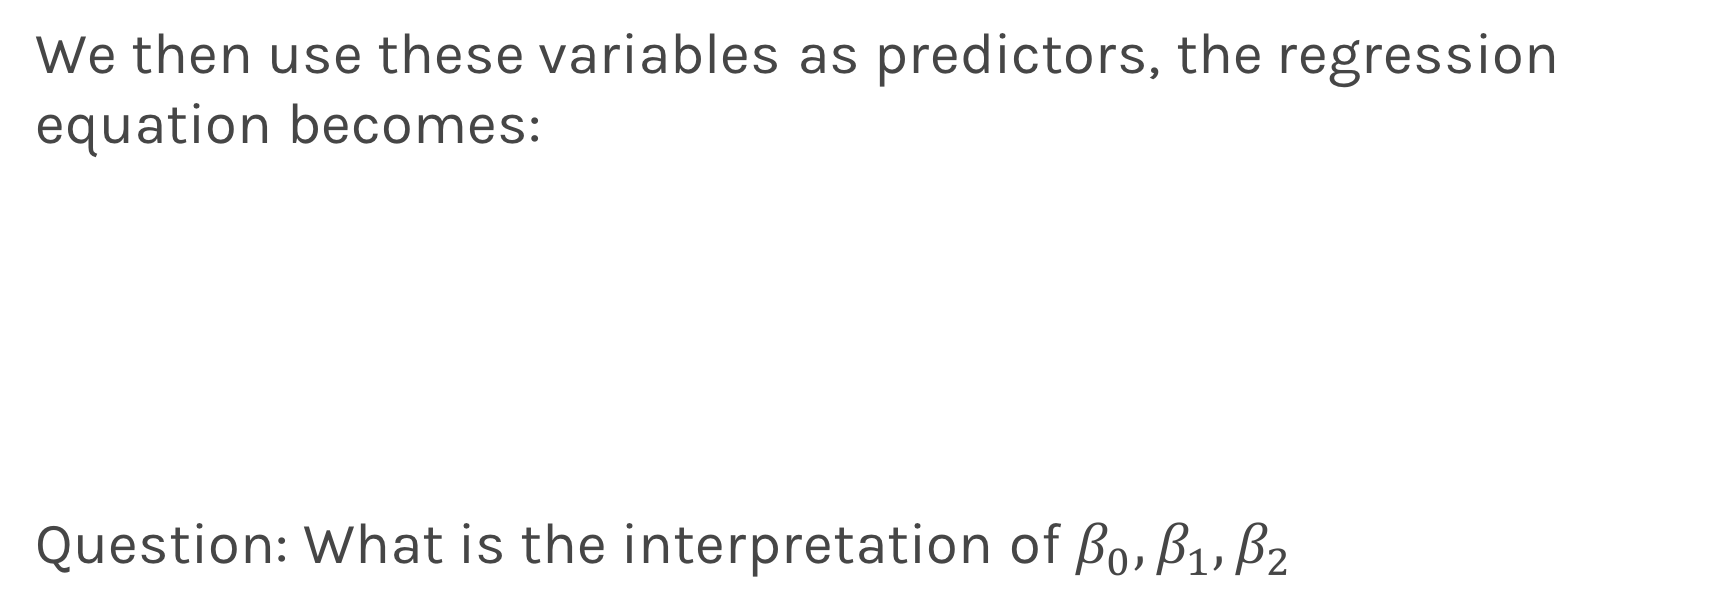 We then use these variables as predictors, the regression
equation becomes:
Question: What is the interpretation of β₀, β₁, β₂